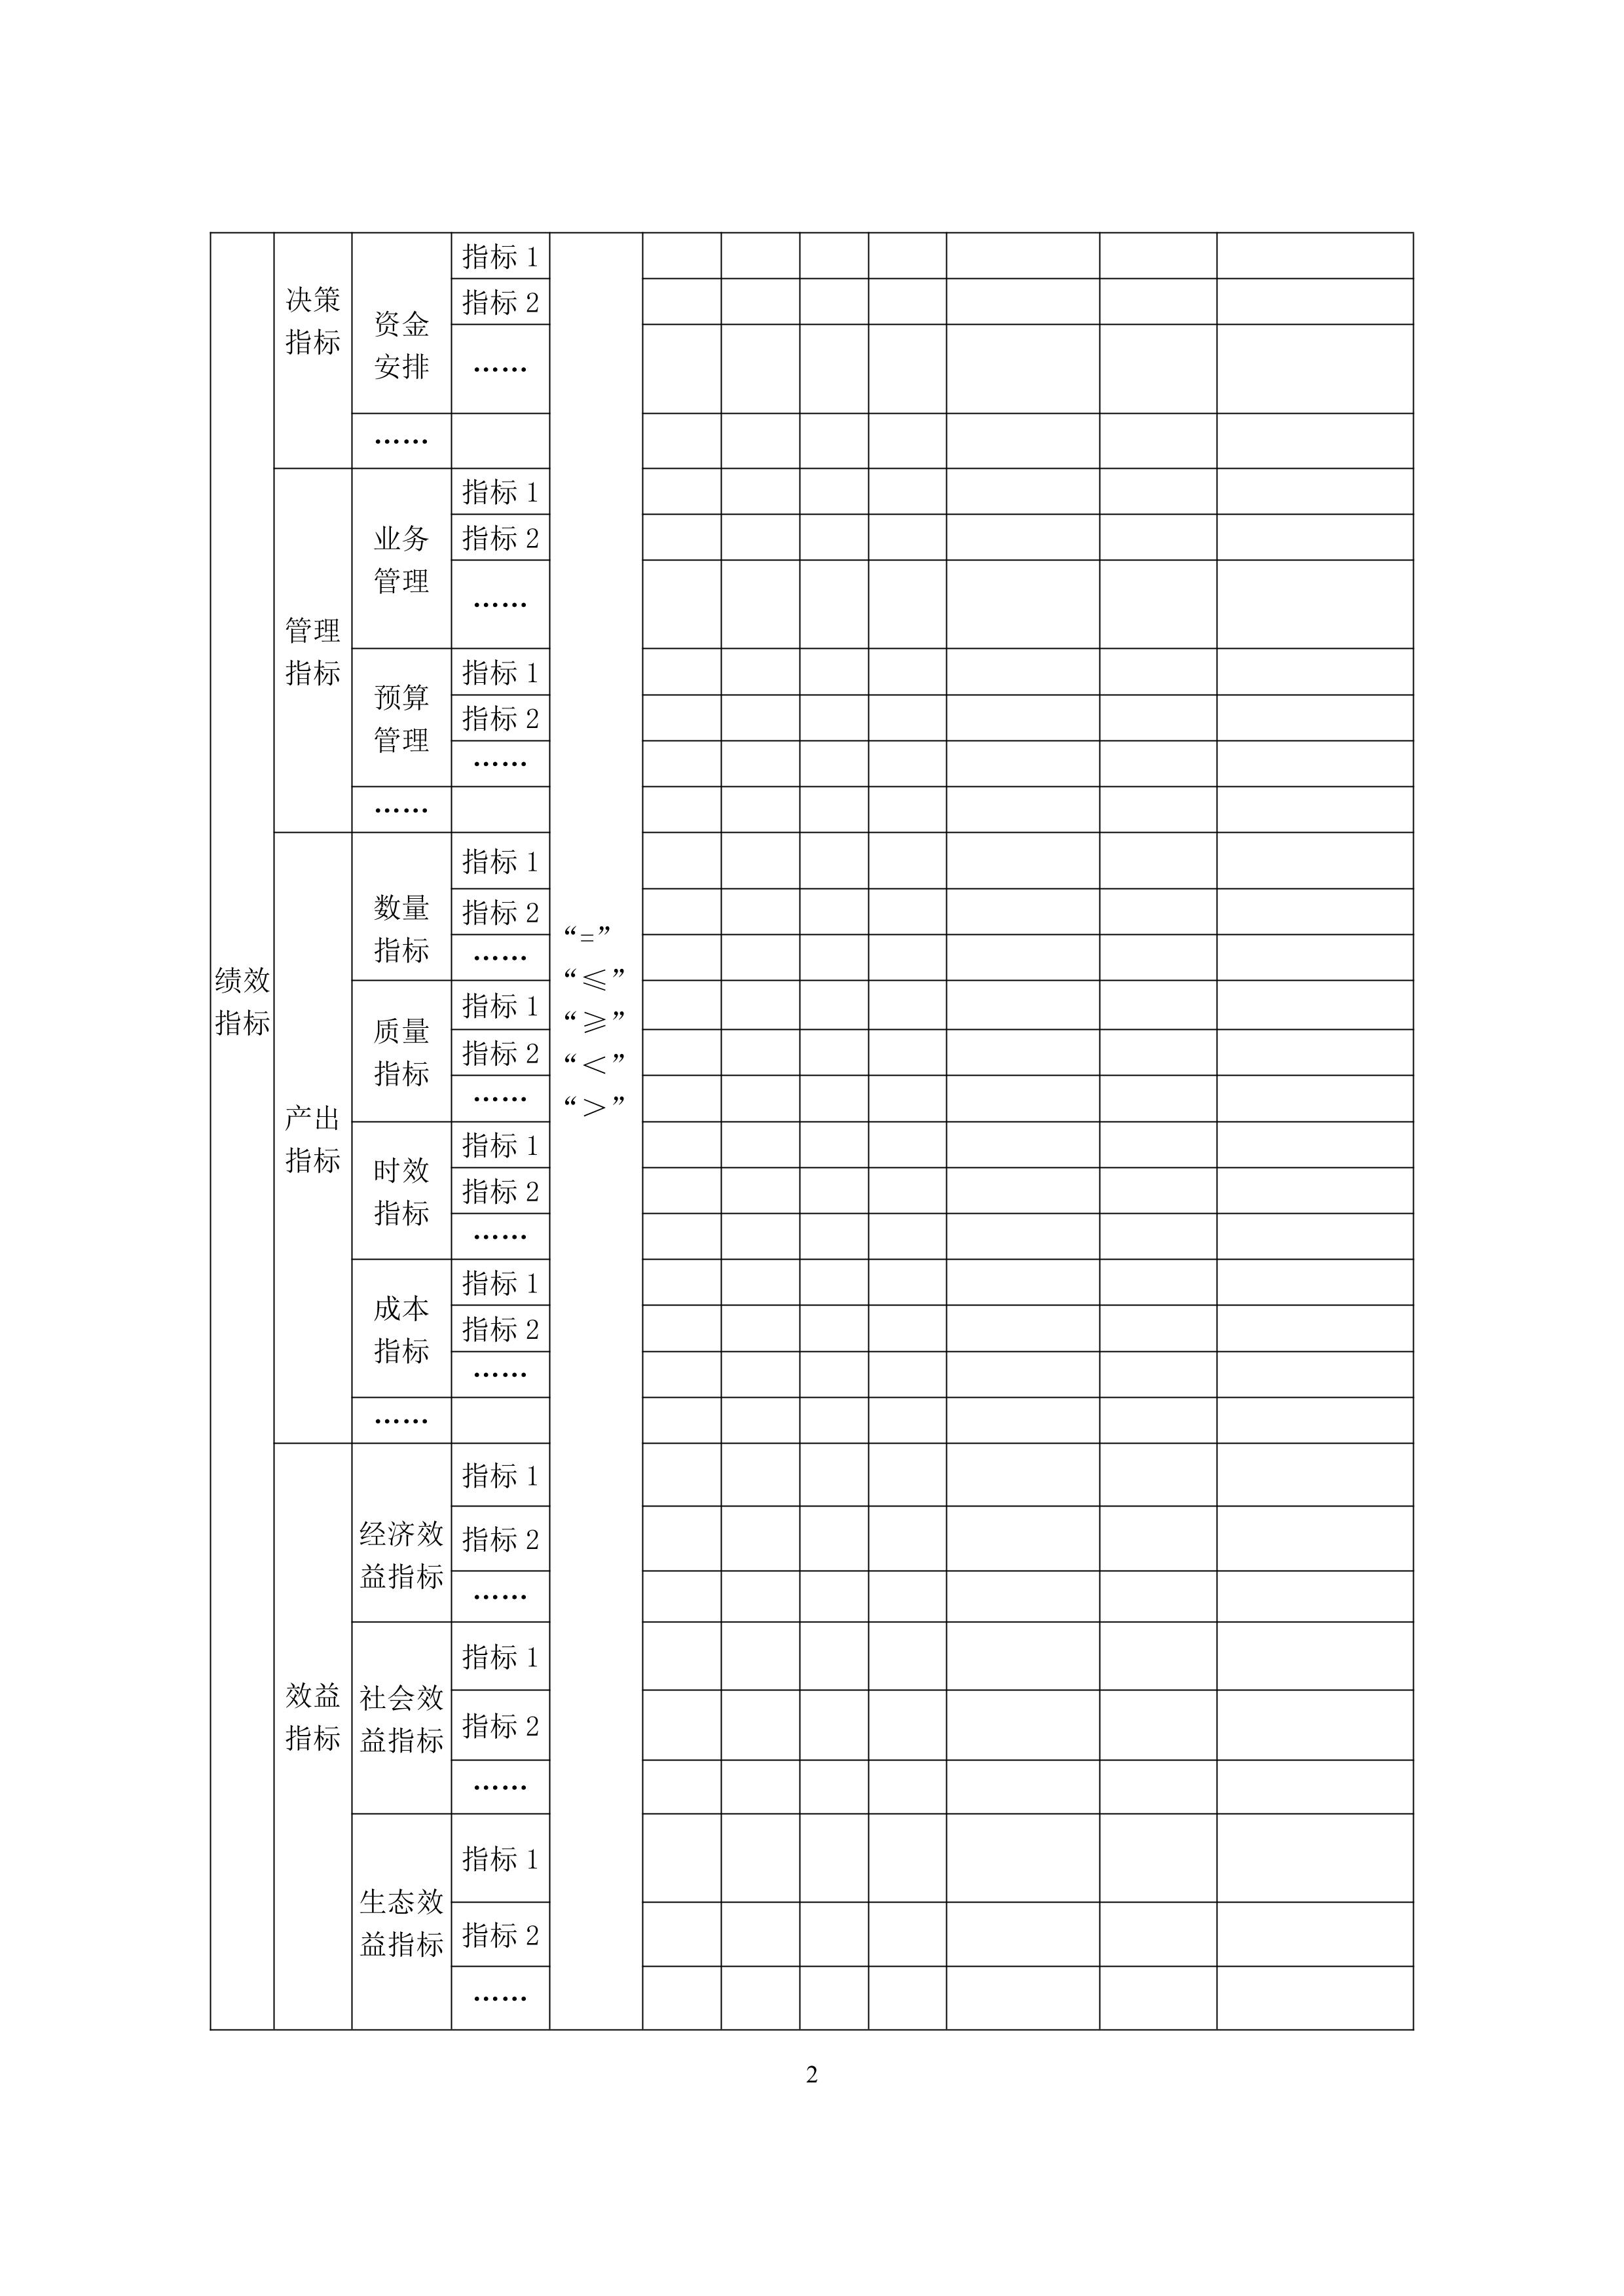 绩效
指标
决策
指标
资金
安排
指标 1
指标 2
……
……
管理
指标
业务
管理
指标 1
指标 2
……
预算
管理
指标 1
指标 2
……
……
产出
指标
数量
指标
指标 1
指标 2
……
质量
指标
指标 1
指标 2
……
时效
指标
指标 1
指标 2
……
成本
指标
指标 1
指标 2
……
……
效益
指标
经济效
益指标
指标 1
指标 2
……
社会效
益指标
指标 1
指标 2
……
生态效
益指标
指标 1
指标 2
……
“=”
“≤”
“≥”
“＜”
“＞”
2